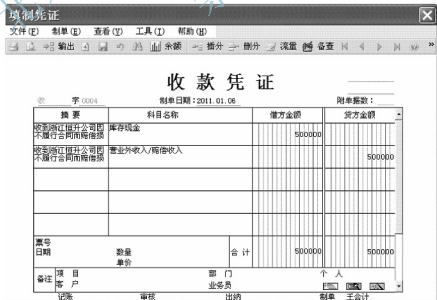 填制凭证
文件(F) 制单(E) 查看(V) 工具(T) 帮助(H)
输出 余额 插分 删分 流量 备查
收款凭证
收 字 0004 制单日期:2011.01.06 附单据数:
摘要 科目名称 借方金额 贷方金额
收到浙江恒升公司因不履行合同而赔偿损 库存现金 500000
收到浙江恒升公司因不履行合同而赔偿损 营业外收入/赔偿收入 500000
票号
日期 数量 合计 500000 500000
单价
备注 项目 部门 个人
客户 业务员
记账 审核 出纳 制单 王会计